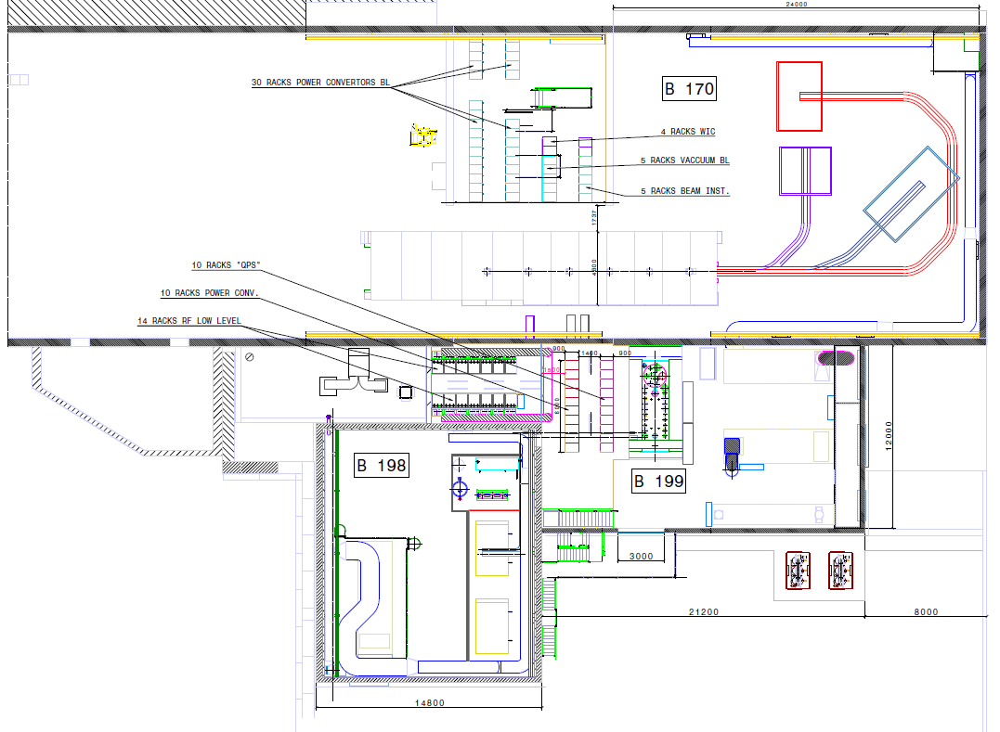 24000
30 RACKS POWER CONVERTORS BL
B 170
4 RACKS WIC
5 RACKS VACCUUM BL
5 RACKS BEAM INST.
1737
10 RACKS "QPS"
10 RACKS POWER CONV.
14 RACKS RF LOW LEVEL
900
1400
900
12000
B 198
B 199
3000
21200
8000
14800